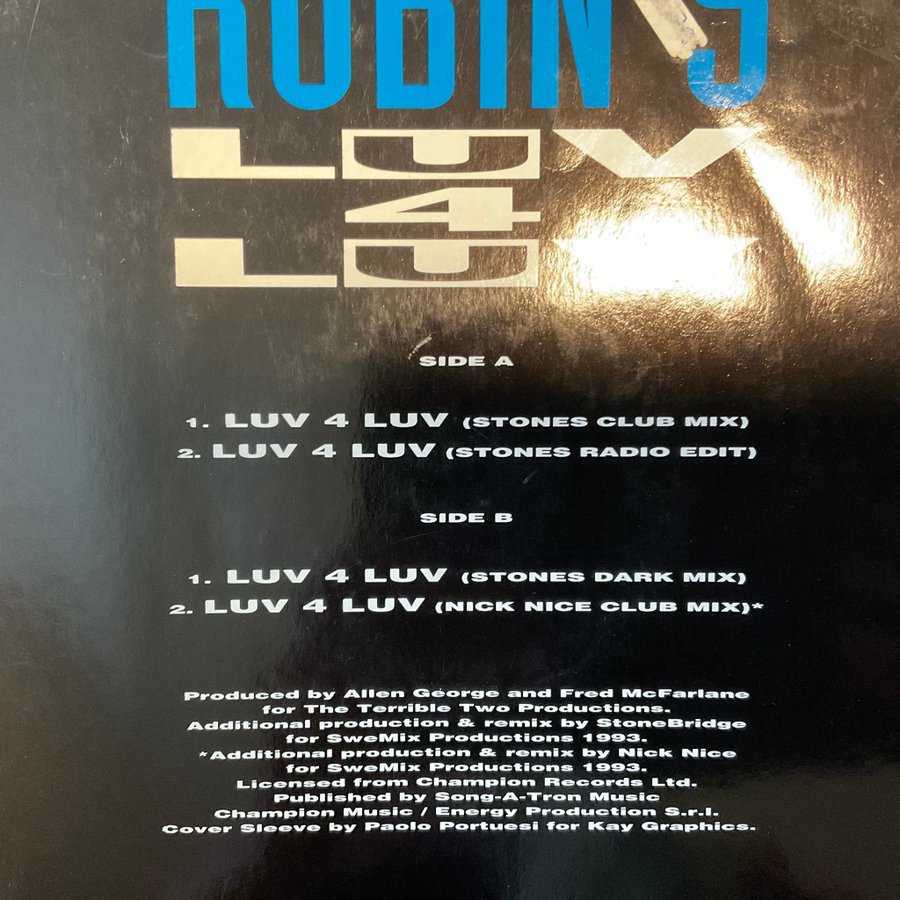 ROBIN S
LUV
4
LUV
SIDE A
1. LUV 4 LUV (STONES CLUB MIX)
2. LUV 4 LUV (STONES RADIO EDIT)
SIDE B
1. LUV 4 LUV (STONES DARK MIX)
2. LUV 4 LUV (NICK NICE CLUB MIX)*
Produced by Allen George and Fred McFarlane
for The Terrible Two Productions.
Additional production & remix by StoneBridge
for SweMix Productions 1993.
*Additional production & remix by Nick Nice
for SweMix Productions 1993.
Licensed from Champion Records Ltd.
Published by Song-A-Tron Music
Champion Music / Energy Production S.r.l.
Cover Sleeve by Paolo Portuesi for Kay Graphics.